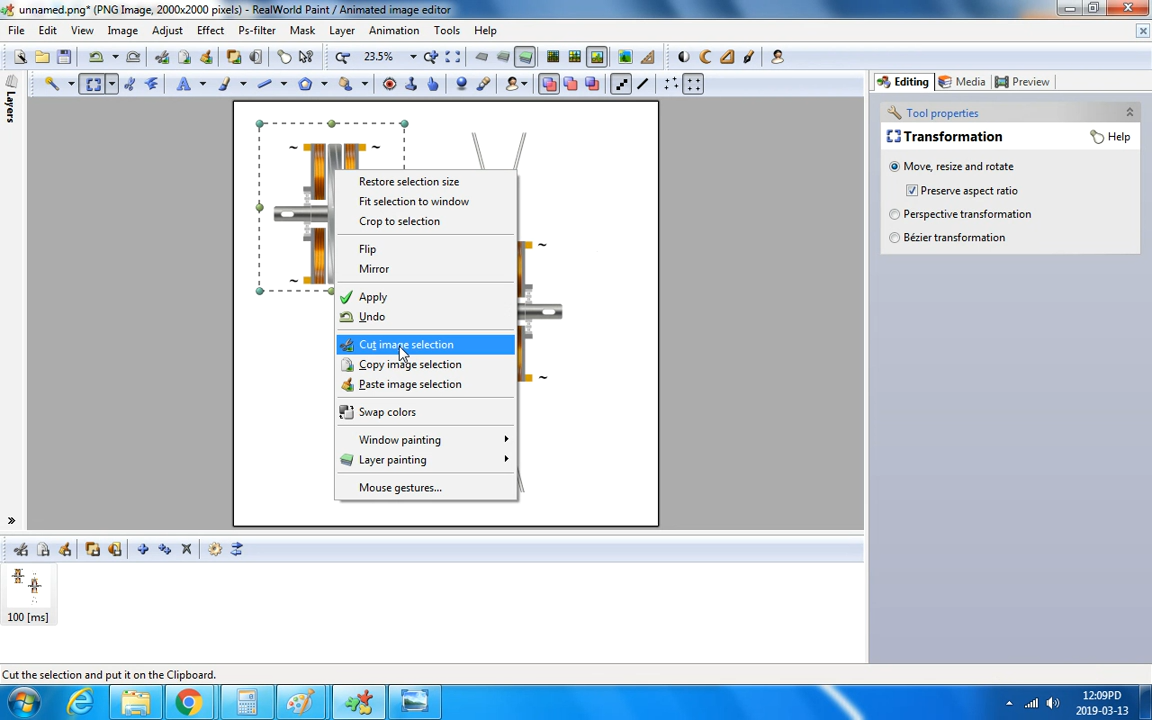 unnamed.png* (PNG Image, 2000x2000 pixels) - RealWorld Paint / Animated image editor
File Edit View Image Adjust Effect Ps-filter Mask Layer Animation Tools Help
23.5%
Layers
~ ~
~
~
~
Restore selection size
Fit selection to window
Crop to selection
Flip
Mirror
Apply
Undo
Cut image selection
Copy image selection
Paste image selection
Swap colors
Window painting
Layer painting
Mouse gestures...
Editing Media Preview
Tool properties
Transformation Help
Move, resize and rotate
Preserve aspect ratio
Perspective transformation
Bézier transformation
100 [ms]
Cut the selection and put it on the Clipboard.
12:09PD
2019-03-13